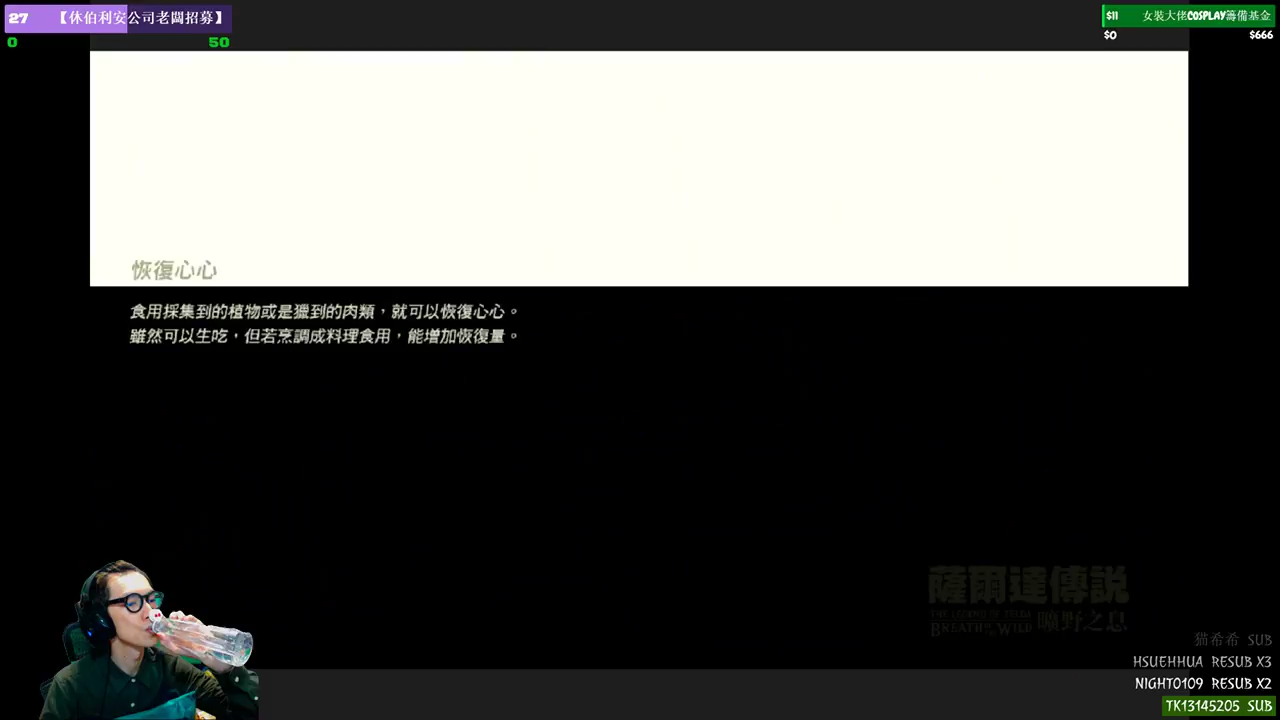 27 【休伯利安公司老闆招募】
0 50
$11 女裝大佬COSPLAY籌備基金
$0 $666
恢復心心
食用採集到的植物或是獵到的肉類，就可以恢復心心。
雖然可以生吃，但若烹調成料理食用，能增加恢復量。
薩爾達傳説
THE LEGEND OF ZELDA
BREATH OF THE WILD 曠野之息
猫希希 SUB
HSUEHHUA RESUB X3
NIGHT0109 RESUB X2
TK13145205 SUB